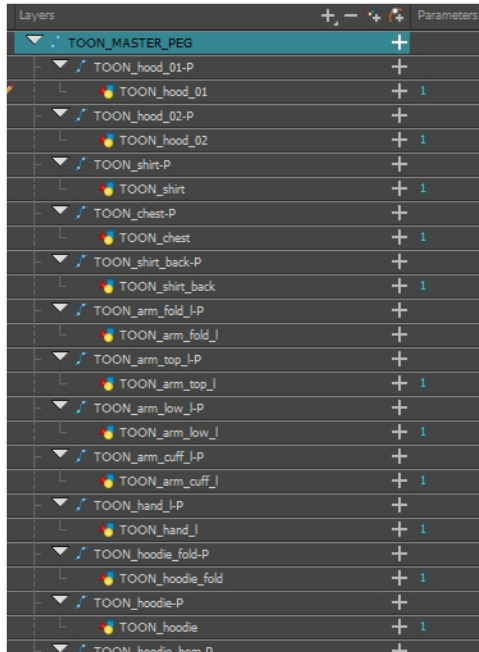 Layers Parameters
TOON_MASTER_PEG
TOON_hood_01-P
TOON_hood_01 1
TOON_hood_02-P
TOON_hood_02 1
TOON_shirt-P
TOON_shirt 1
TOON_chest-P
TOON_chest 1
TOON_shirt_back-P
TOON_shirt_back 1
TOON_arm_fold_l-P
TOON_arm_fold_l
TOON_arm_top_l-P
TOON_arm_top_l 1
TOON_arm_low_l-P
TOON_arm_low_l 1
TOON_arm_cuff_l-P
TOON_arm_cuff_l 1
TOON_hand_l-P
TOON_hand_l 1
TOON_hoodie_fold-P
TOON_hoodie_fold 1
TOON_hoodie-P
TOON_hoodie 1
TOON_hoodie_hem-P